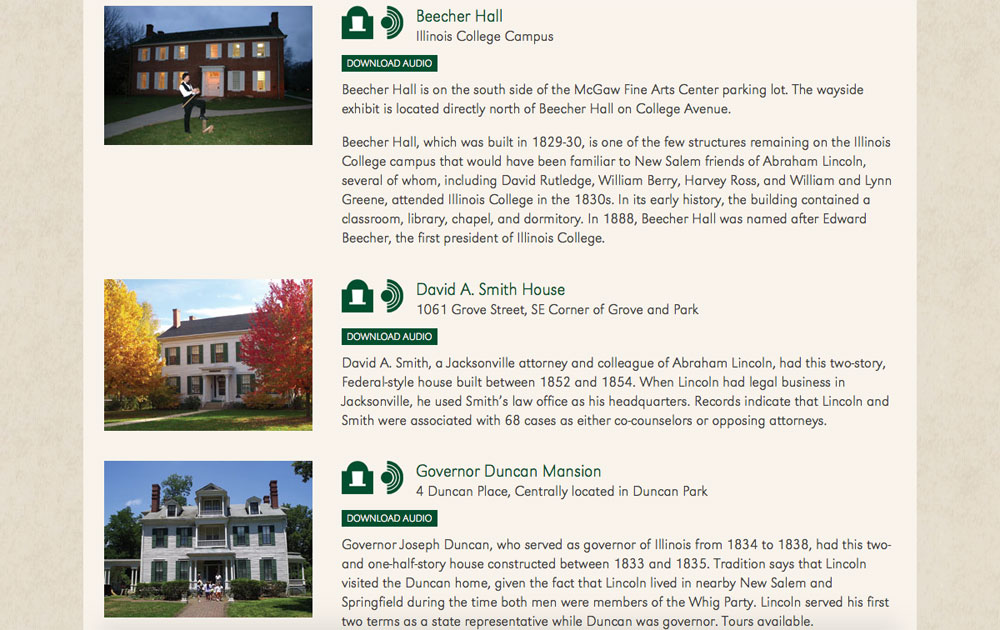 Beecher Hall
Illinois College Campus
DOWNLOAD AUDIO
Beecher Hall is on the south side of the McGaw Fine Arts Center parking lot. The wayside
exhibit is located directly north of Beecher Hall on College Avenue.
Beecher Hall, which was built in 1829-30, is one of the few structures remaining on the Illinois
College campus that would have been familiar to New Salem friends of Abraham Lincoln,
several of whom, including David Rutledge, William Berry, Harvey Ross, and William and Lynn
Greene, attended Illinois College in the 1830s. In its early history, the building contained a
classroom, library, chapel, and dormitory. In 1888, Beecher Hall was named after Edward
Beecher, the first president of Illinois College.
David A. Smith House
1061 Grove Street, SE Corner of Grove and Park
DOWNLOAD AUDIO
David A. Smith, a Jacksonville attorney and colleague of Abraham Lincoln, had this two-story,
Federal-style house built between 1852 and 1854. When Lincoln had legal business in
Jacksonville, he used Smith's law office as his headquarters. Records indicate that Lincoln and
Smith were associated with 68 cases as either co-counselors or opposing attorneys.
Governor Duncan Mansion
4 Duncan Place, Centrally located in Duncan Park
DOWNLOAD AUDIO
Governor Joseph Duncan, who served as governor of Illinois from 1834 to 1838, had this two-
and one-half-story house constructed between 1833 and 1835. Tradition says that Lincoln
visited the Duncan home, given the fact that Lincoln lived in nearby New Salem and
Springfield during the time both men were members of the Whig Party. Lincoln served his first
two terms as a state representative while Duncan was governor. Tours available.